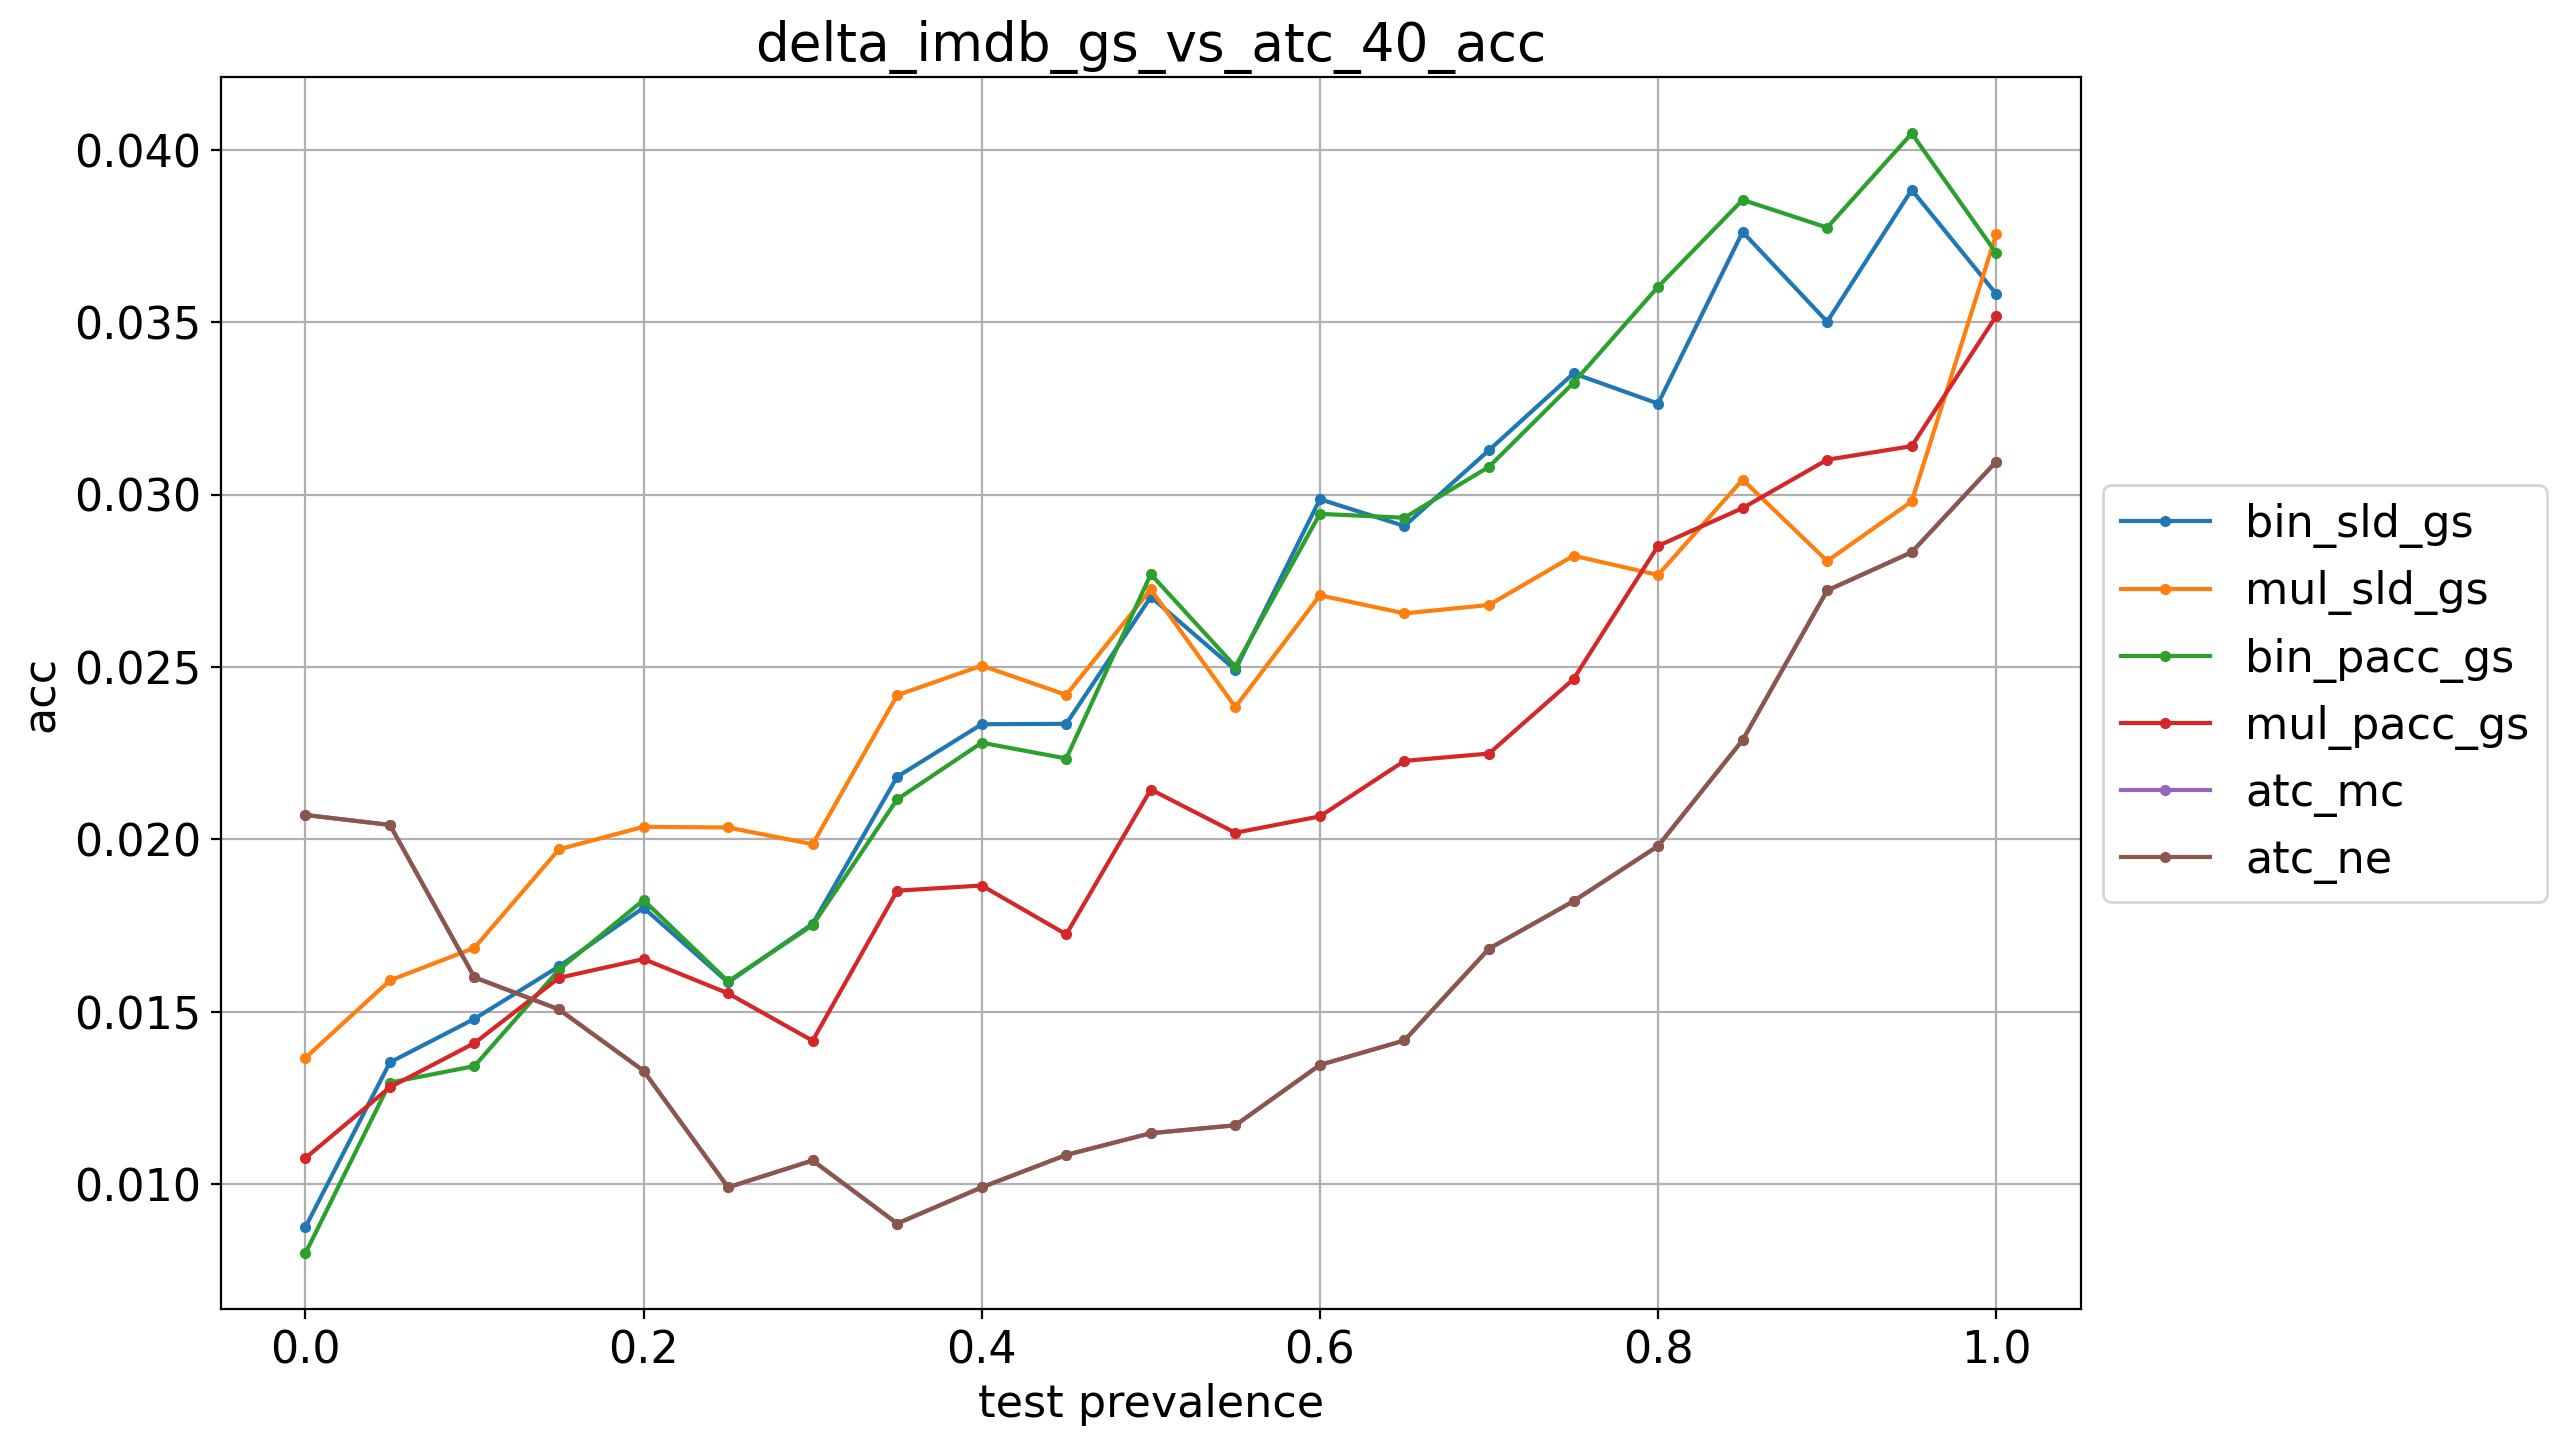 delta_imdb_gs_vs_atc_40_acc
acc
0.040
0.035
0.030
0.025
0.020
0.015
0.010
0.0 0.2 0.4 0.6 0.8 1.0
test prevalence
bin_sld_gs
mul_sld_gs
bin_pacc_gs
mul_pacc_gs
atc_mc
atc_ne